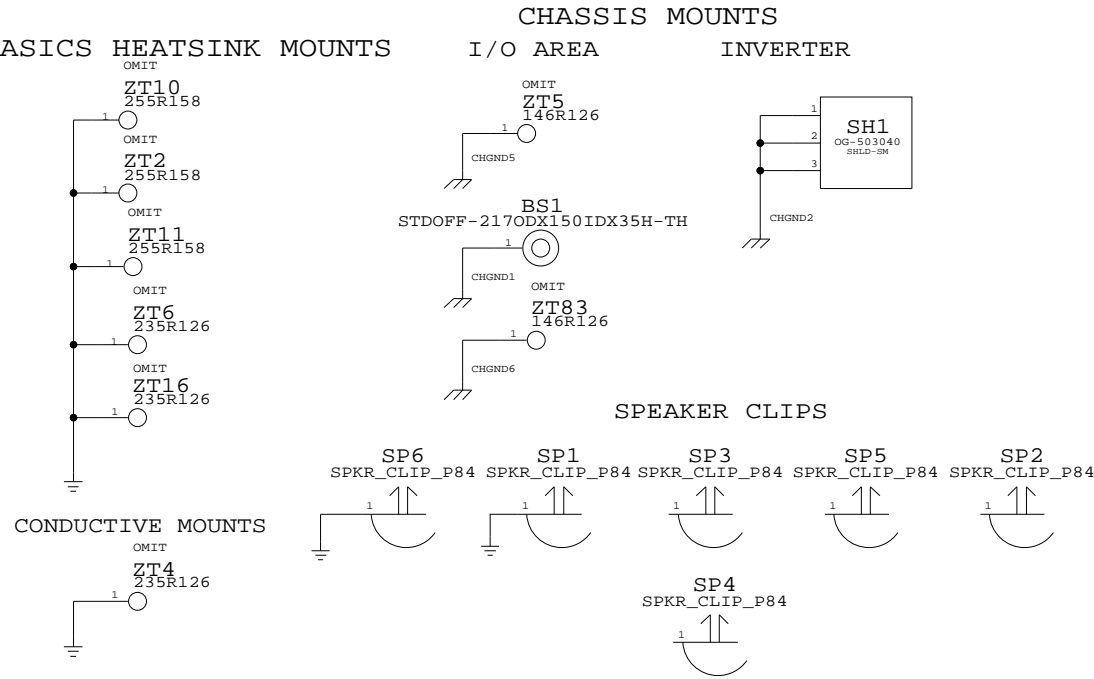 CHASSIS MOUNTS
ASICS HEATSINK MOUNTS
I/O AREA
INVERTER
OMIT
ZT10
255R158
1
OMIT
ZT2
255R158
1
OMIT
ZT11
255R158
1
OMIT
ZT6
235R126
1
OMIT
ZT16
235R126
1
OMIT
ZT5
146R126
1
CHGND5
BS1
STDOFF-217ODX150IDX35H-TH
1
CHGND1
OMIT
ZT83
146R126
1
CHGND6
1
2
3
SH1
OG-503040
SHLD-SM
CHGND2
SPEAKER CLIPS
SP6
SPKR_CLIP_P84
1
SP1
SPKR_CLIP_P84
1
SP3
SPKR_CLIP_P84
1
SP5
SPKR_CLIP_P84
1
SP2
SPKR_CLIP_P84
1
CONDUCTIVE MOUNTS
OMIT
ZT4
235R126
1
SP4
SPKR_CLIP_P84
1